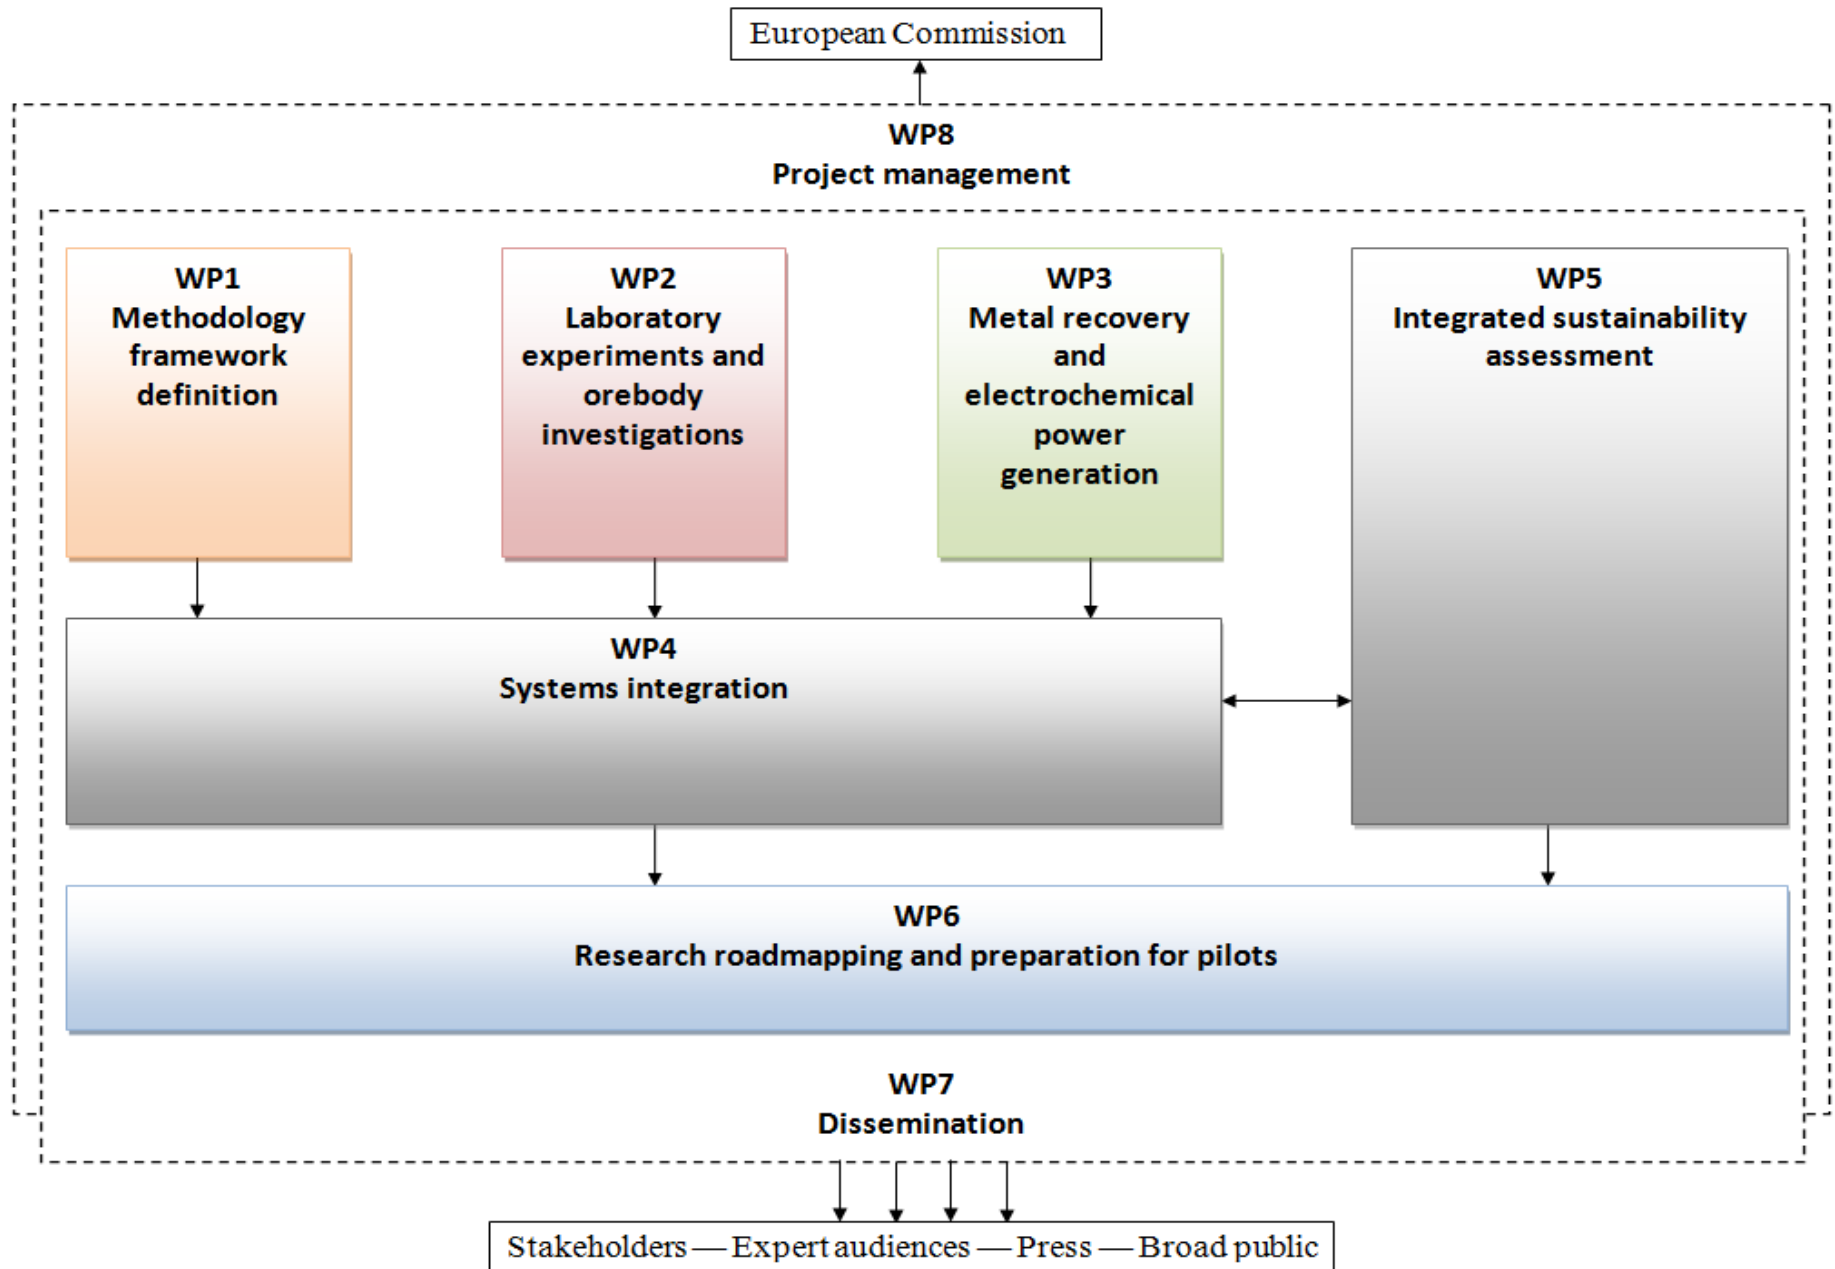 European Commission
WP8
Project management
WP1
Methodology
framework
definition
WP2
Laboratory
experiments and
orebody
investigations
WP3
Metal recovery
and
electrochemical
power
generation
WP5
Integrated sustainability
assessment
WP4
Systems integration
WP6
Research roadmapping and preparation for pilots
WP7
Dissemination
Stakeholders — Expert audiences — Press — Broad public